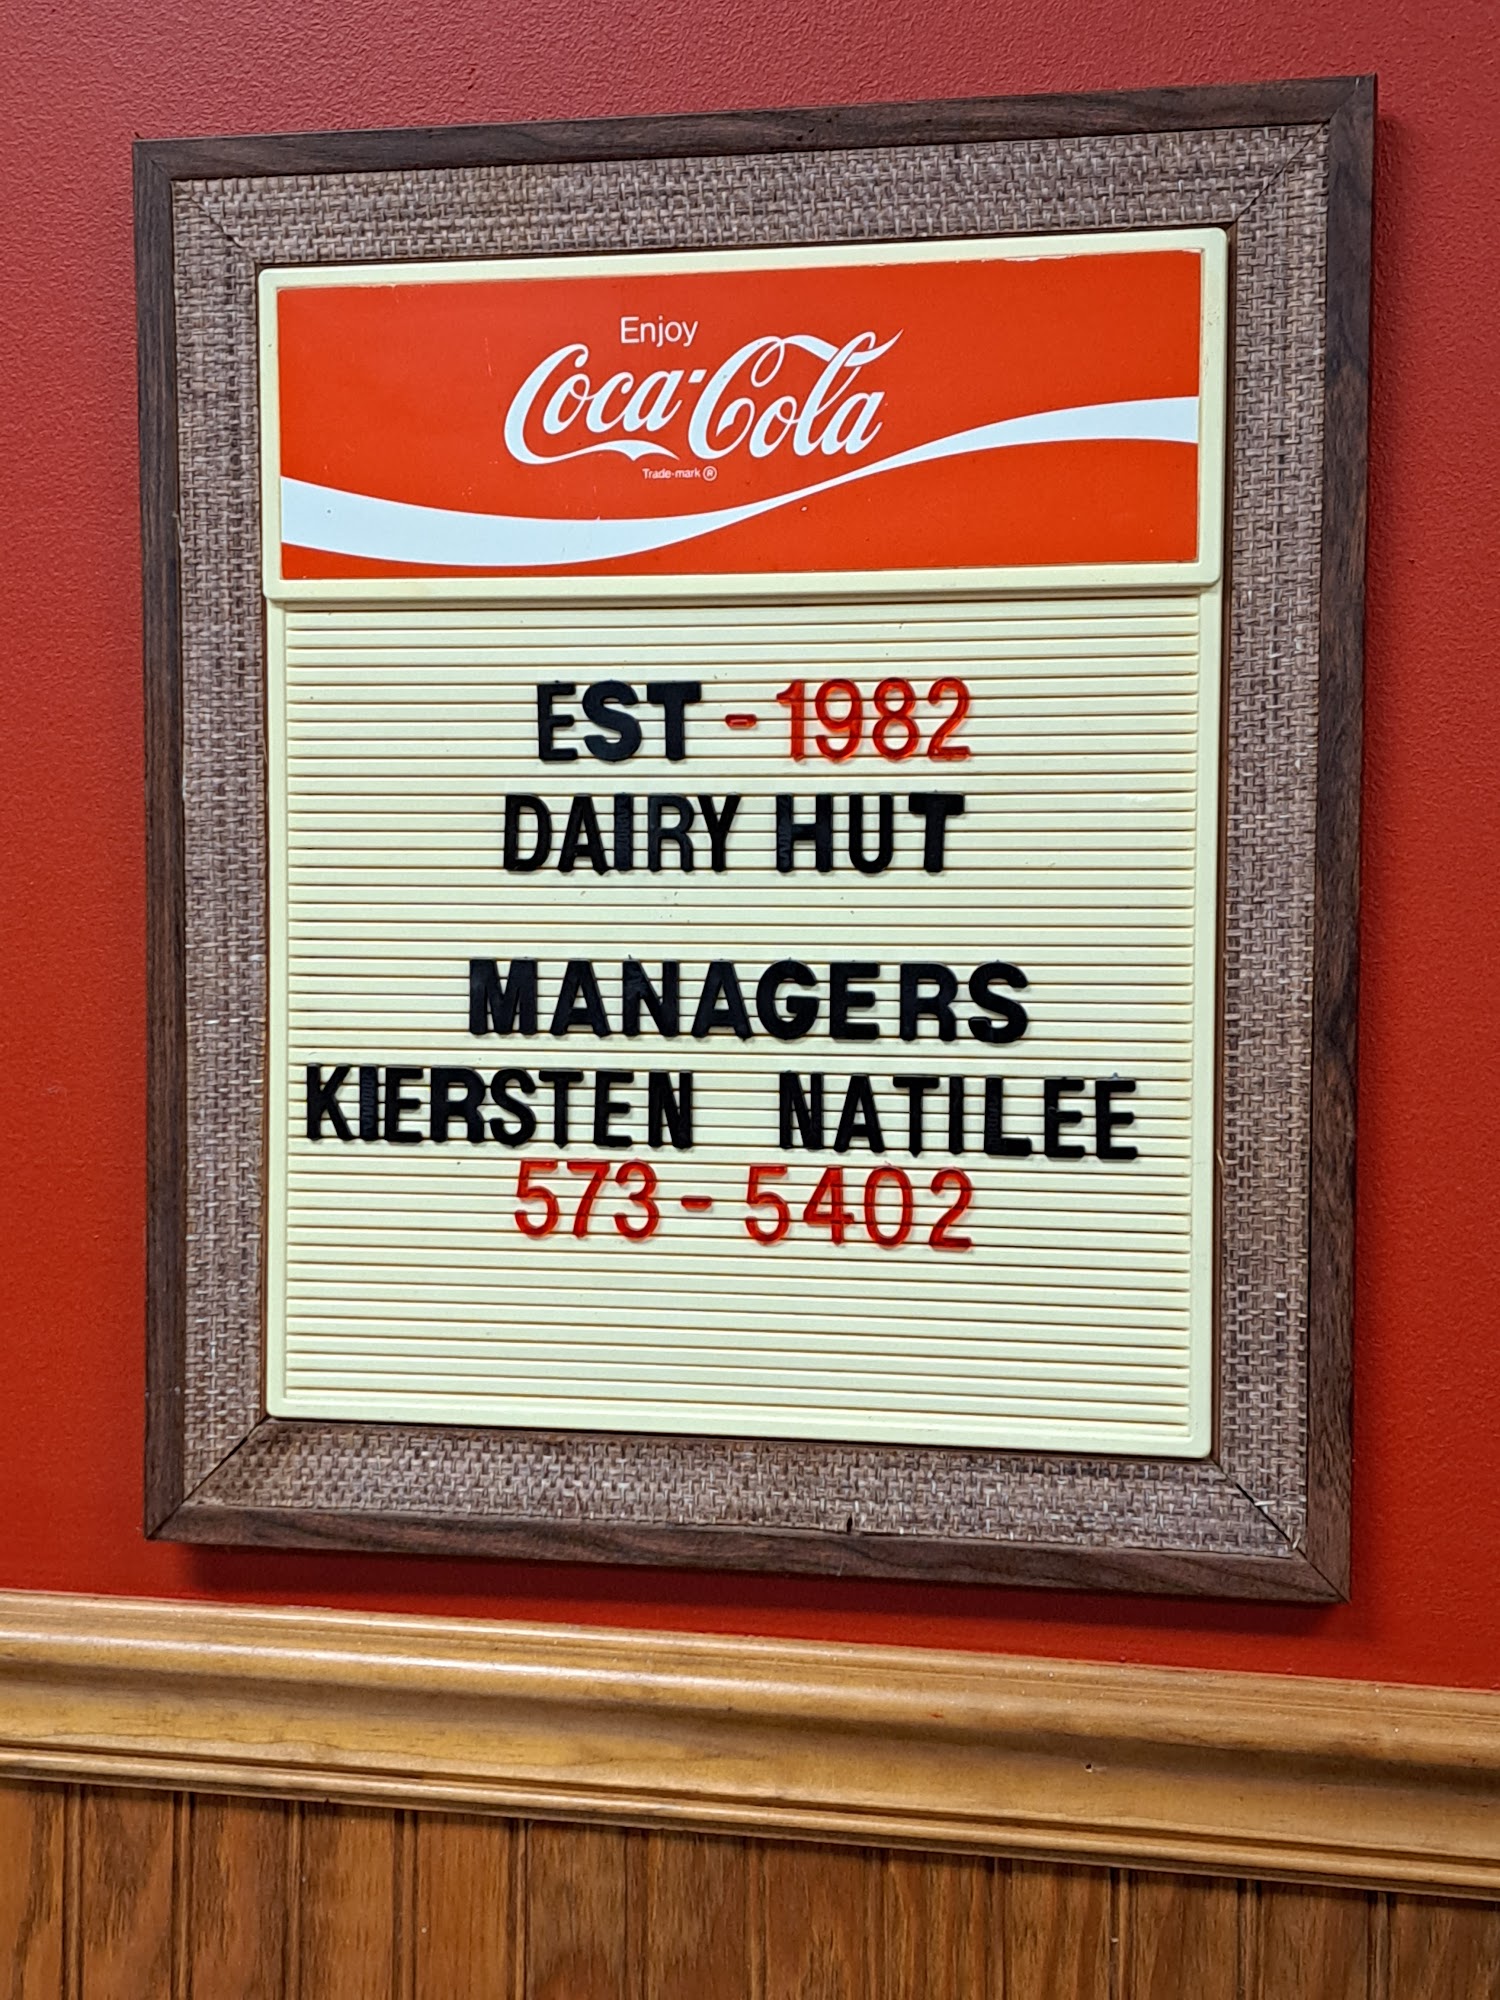 Enjoy
Coca-Cola
Trade-mark ®
EST - 1982
DAIRY HUT
MANAGERS
KIERSTEN NATILEE
573 - 5402